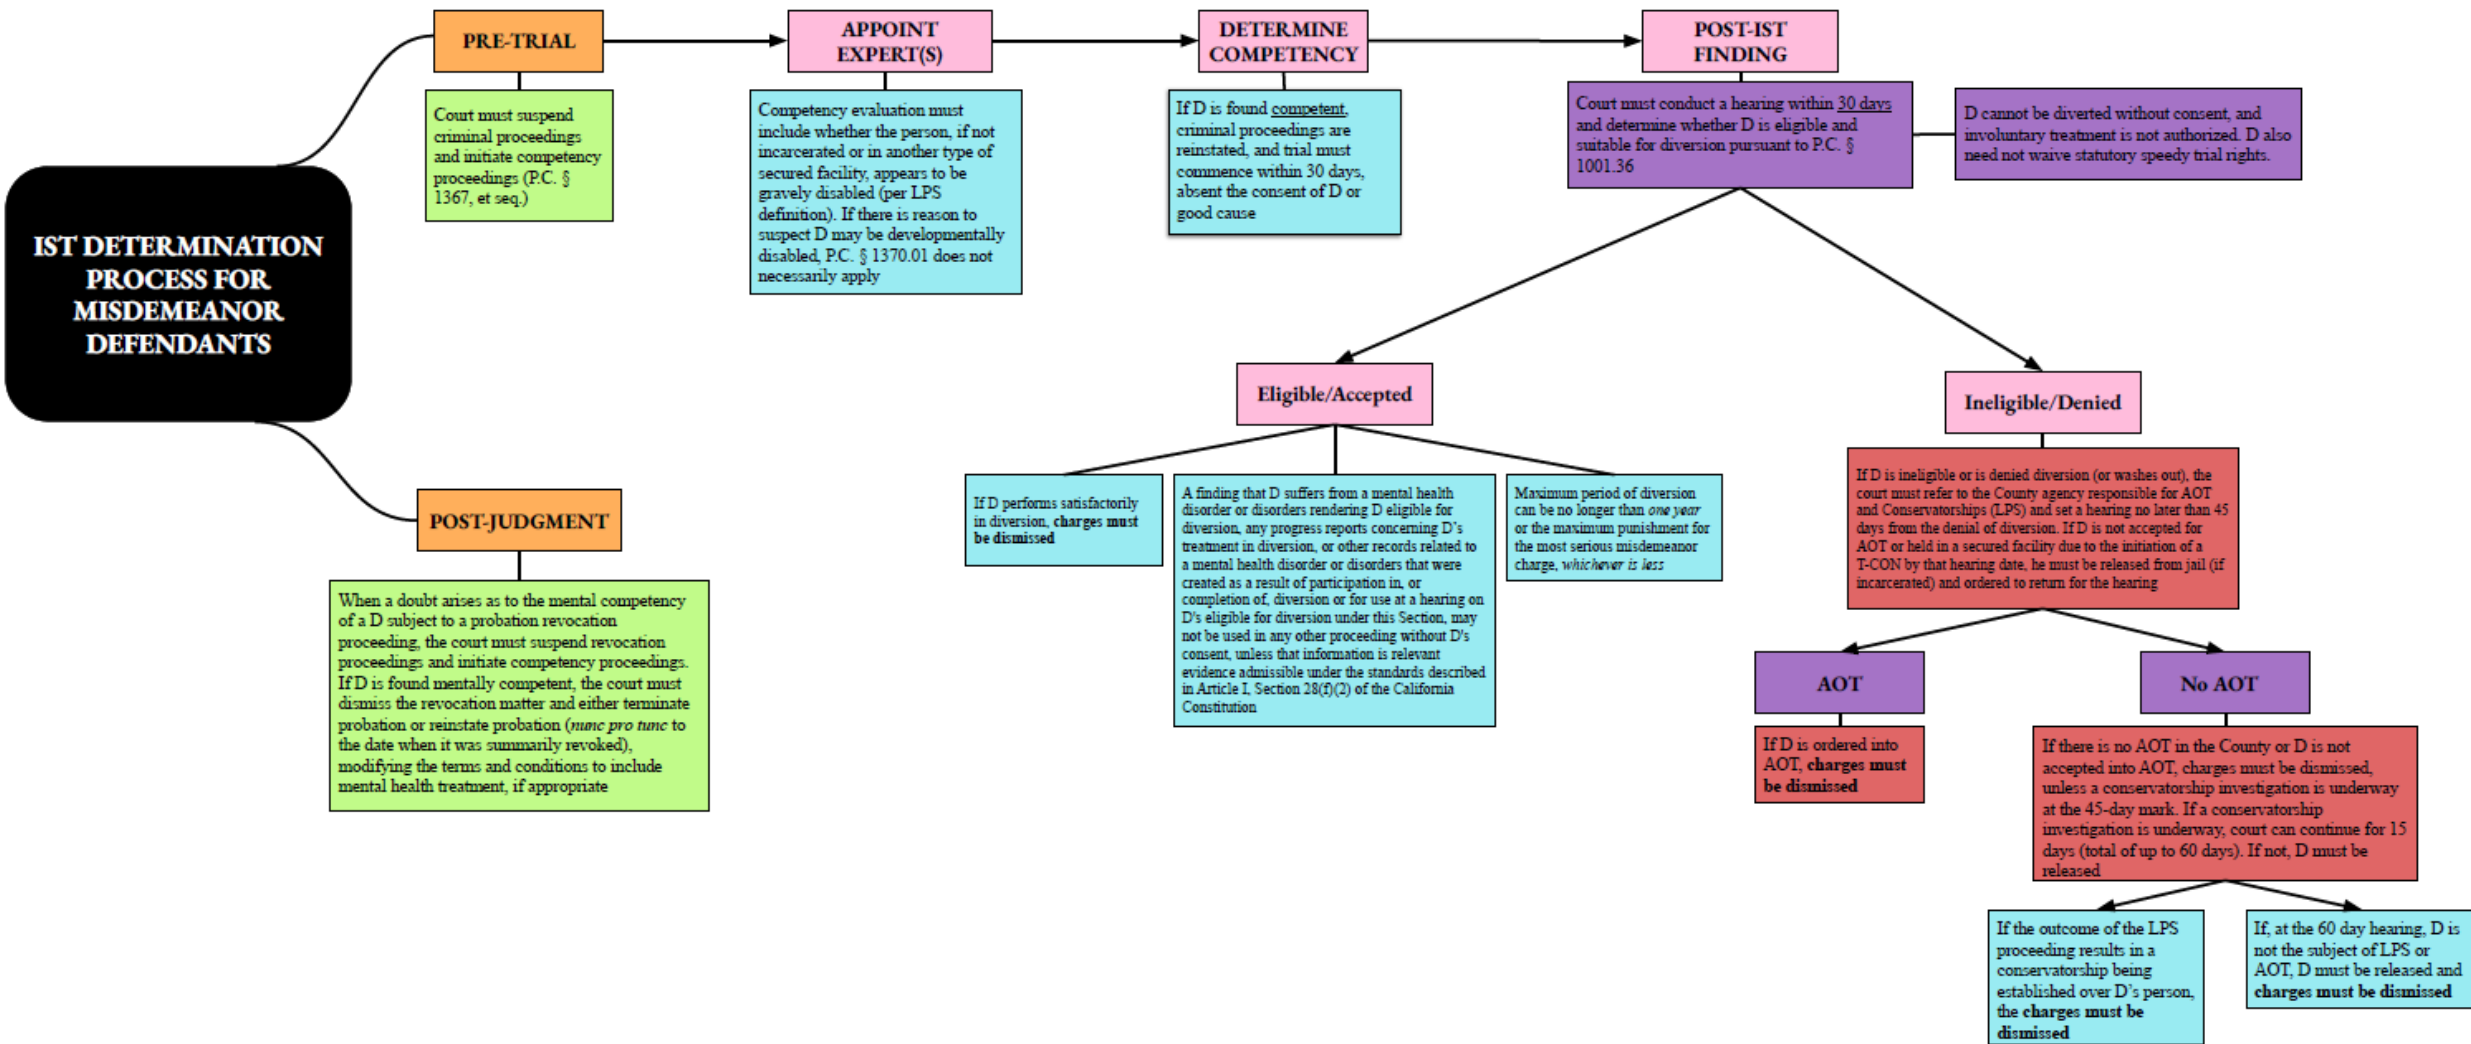 IST DETERMINATION
PROCESS FOR
MISDEMEANOR
DEFENDANTS
PRE-TRIAL
Court must suspend
criminal proceedings
and initiate competency
proceedings (P.C. §
1367, et seq.)
APPOINT
EXPERT(S)
Competency evaluation must
include whether the person, if not
incarcerated or in another type of
secured facility, appears to be
gravely disabled (per LPS
definition). If there is reason to
suspect D may be developmentally
disabled, P.C. § 1370.01 does not
necessarily apply
DETERMINE
COMPETENCY
If D is found competent,
criminal proceedings are
reinstated, and trial must
commence within 30 days,
absent the consent of D or
good cause
POST-IST
FINDING
Court must conduct a hearing within 30 days
and determine whether D is eligible and
suitable for diversion pursuant to P.C. §
1001.36
D cannot be diverted without consent, and
involuntary treatment is not authorized. D also
need not waive statutory speedy trial rights.
Eligible/Accepted
If D performs satisfactorily
in diversion, charges must
be dismissed
A finding that D suffers from a mental health
disorder or disorders rendering D eligible for
diversion, any progress reports concerning D's
treatment in diversion, or other records related to
a mental health disorder or disorders that were
created as a result of participation in, or
completion of, diversion or for use at a hearing on
D's eligible for diversion under this Section, may
not be used in any other proceeding without D's
consent, unless that information is relevant
evidence admissible under the standards described
in Article I, Section 28(f)(2) of the California
Constitution
Maximum period of diversion
can be no longer than one year
or the maximum punishment for
the most serious misdemeanor
charge, whichever is less
Ineligible/Denied
If D is ineligible or is denied diversion (or washes out), the
court must refer to the County agency responsible for AOT
and Conservatorships (LPS) and set a hearing no later than 45
days from the denial of diversion. If D is not accepted for
AOT or held in a secured facility due to the initiation of a
T-CON by that hearing date, he must be released from jail (if
incarcerated) and ordered to return for the hearing
AOT
If D is ordered into
AOT, charges must
be dismissed
No AOT
If there is no AOT in the County or D is not
accepted into AOT, charges must be dismissed,
unless a conservatorship investigation is underway
at the 45-day mark. If a conservatorship
investigation is underway, court can continue for 15
days (total of up to 60 days). If not, D must be
released
If the outcome of the LPS
proceeding results in a
conservatorship being
established over D's person,
the charges must be
dismissed
If, at the 60 day hearing, D is
not the subject of LPS or
AOT, D must be released and
charges must be dismissed
POST-JUDGMENT
When a doubt arises as to the mental competency
of a D subject to a probation revocation
proceeding, the court must suspend revocation
proceedings and initiate competency proceedings.
If D is found mentally competent, the court must
dismiss the revocation matter and either terminate
probation or reinstate probation (nunc pro tunc to
the date when it was summarily revoked),
modifying the terms and conditions to include
mental health treatment, if appropriate